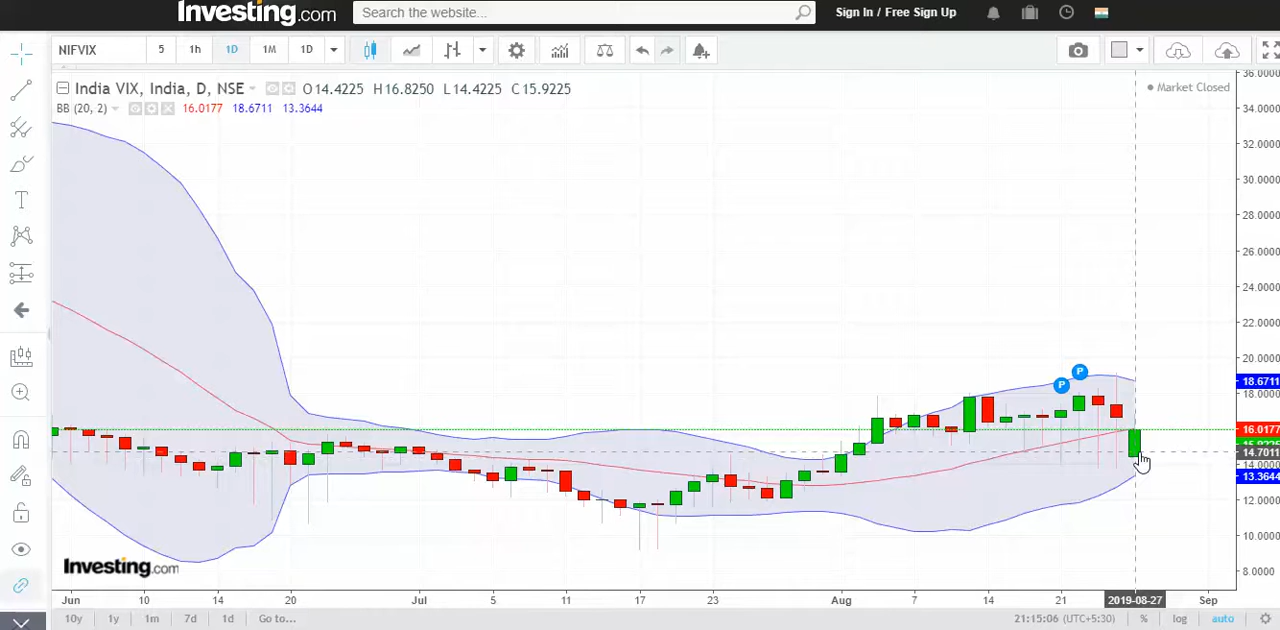 Investing.com Search the website... Sign In / Free Sign Up
NIFVIX 5 1h 1D 1M 1D
India VIX, India, D, NSE O14.4225 H16.8250 L14.4225 C15.9225
Market Closed
BB (20, 2) 16.0177 18.6711 13.3644
36.0000
34.0000
32.0000
30.0000
28.0000
26.0000
24.0000
22.0000
20.0000
P
P
18.6711
18.0000
16.0177
14.7011
14.0000
13.3644
12.0000
10.0000
8.0000
Investing.com
Jun 10 14 20 Jul 5 11 17 23 Aug 7 14 21 2019-08-27 Sep
10y 1y 1m 7d 1d Go to... 21:15:06 (UTC+5:30) % log auto